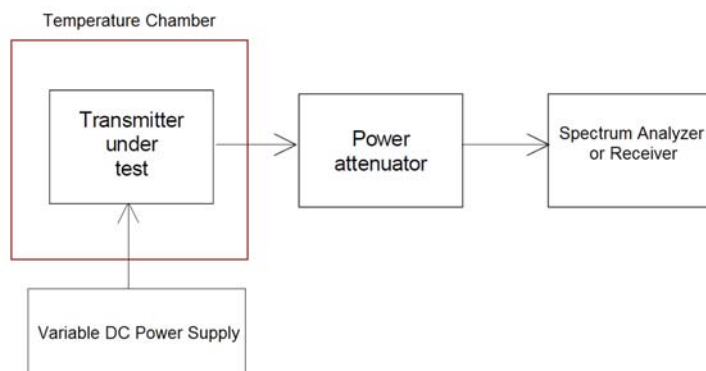 Temperature Chamber
Transmitter
under
test
Power
attenuator
Spectrum Analyzer
or Receiver
Variable DC Power Supply